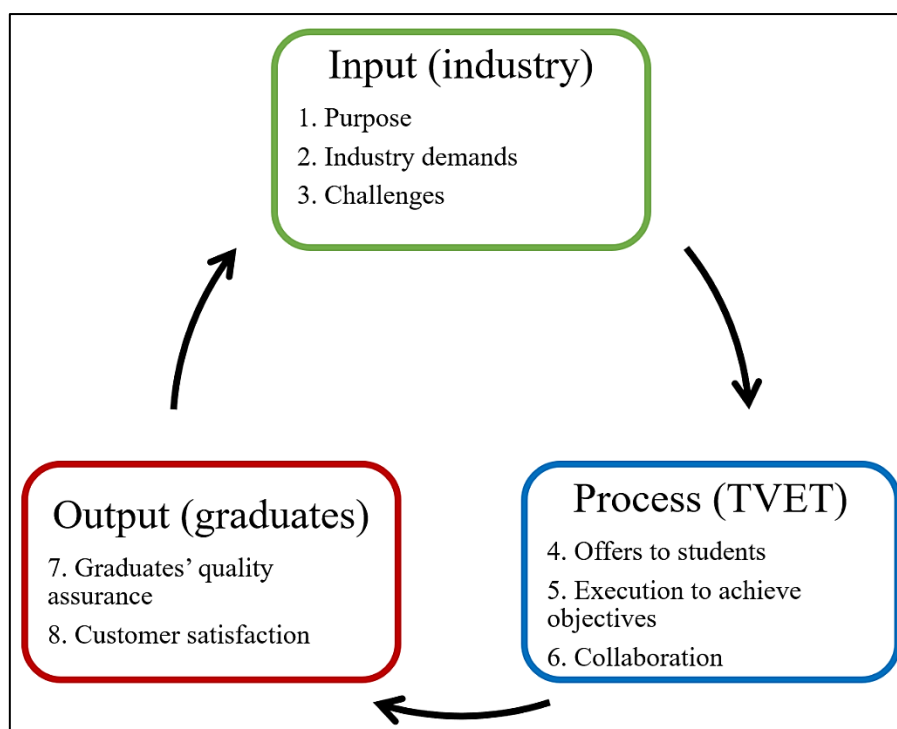 Input (industry)
1. Purpose
2. Industry demands
3. Challenges
Output (graduates)
7. Graduates’ quality
assurance
8. Customer satisfaction
Process (TVET)
4. Offers to students
5. Execution to achieve
objectives
6. Collaboration